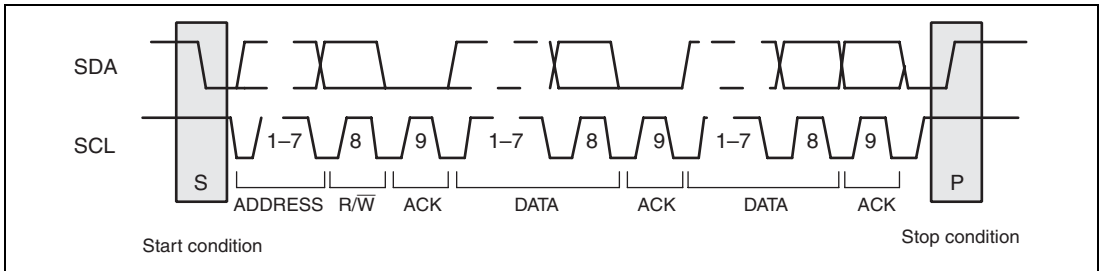 SDA
SCL
1–7 8 9 1–7 8 9 1–7 8 9
S P
ADDRESS R/W̅ ACK DATA ACK DATA ACK
Start condition
Stop condition